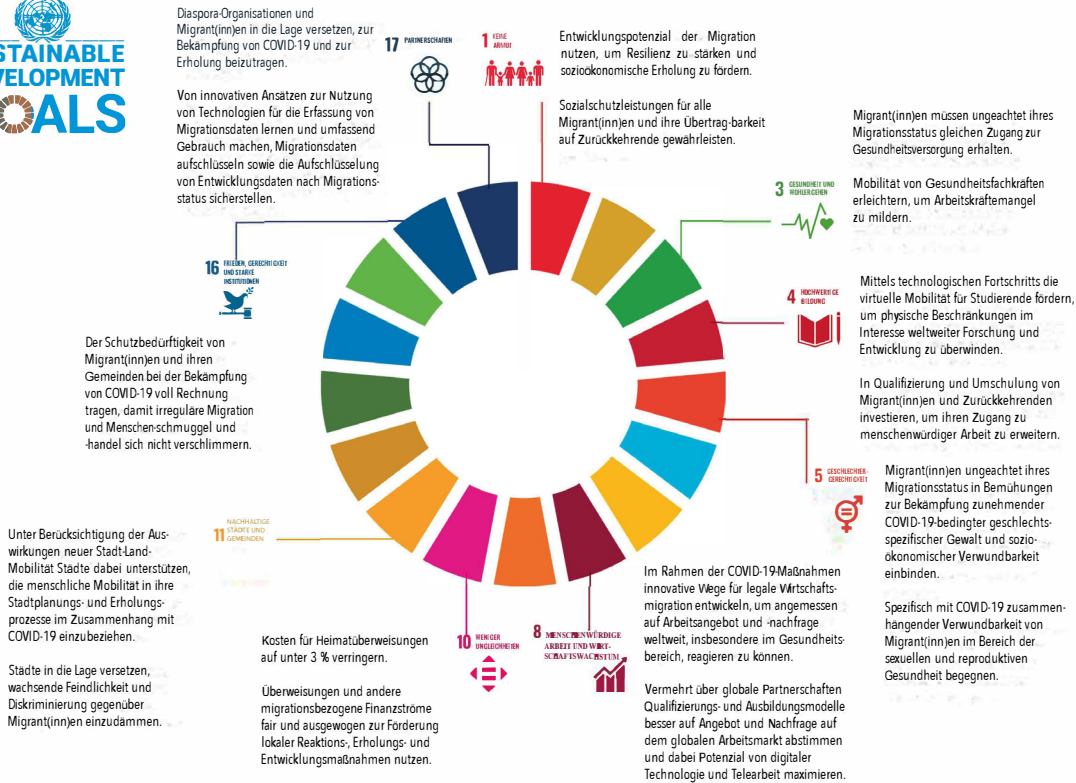 STAINABLE
VELOPMENT
GOALS
Diaspora-Organisationen und
Migrant(inn)en in die Lage versetzen, zur
Bekämpfung von COVID-19 und zur
Erholung beizutragen.
Von innovativen Ansätzen zur Nutzung
von Technologien für die Erfassung von
Migrationsdaten lernen und umfassend
Gebrauch machen, Migrationsdaten
aufschlüsseln sowie die Aufschlüsselung
von Entwicklungsdaten nach Migrations-
status sicherstellen.
17 PARTNERSCHAFTEN
1 KEINE
ARMUT
Entwicklungspotenzial der Migration
nutzen, um Resilienz zu stärken und
sozioökonomische Erholung zu fördern.
Sozialschutzleistungen für alle
Migrant(inn)en und ihre Übertrag-barkeit
auf Zurückkehrende gewährleisten.
3 GESUNDHEIT UND
WOHLERGEHEN
Migrant(inn)en müssen ungeachtet ihres
Migrationsstatus gleichen Zugang zur
Gesundheitsversorgung erhalten.
Mobilität von Gesundheitsfachkräften
erleichtern, um Arbeitskräftemangel
zu mildern.
4 HOCHWERTIGE
BILDUNG
Mittels technologischen Fortschritts die
virtuelle Mobilität für Studierende fördern,
um physische Beschränkungen im
Interesse weltweiter Forschung und
Entwicklung zu überwinden.
In Qualifizierung und Umschulung von
Migrant(inn)en und Zurückkehrenden
investieren, um ihren Zugang zu
menschenwürdiger Arbeit zu erweitern.
5 GESCHLECHTER-
GERECHTIGKEIT
Migrant(inn)en ungeachtet ihres
Migrationsstatus in Bemühungen
zur Bekämpfung zunehmender
COVID-19-bedingter geschlechts-
spezifischer Gewalt und sozio-
ökonomischer Verwundbarkeit
einbinden.
Spezifisch mit COVID-19 zusammen-
hängender Verwundbarkeit von
Migrant(inn)en im Bereich der
sexuellen und reproduktiven
Gesundheit begegnen.
16 FRIEDEN, GERECHTIGKEIT
UND STARKE
INSTITUTIONEN
Der Schutzbedürftigkeit von
Migrant(inn)en und ihren
Gemeinden bei der Bekämpfung
von COVID-19 voll Rechnung
tragen, damit irreguläre Migration
und Menschen-schmuggel und
-handel sich nicht verschlimmern.
11 NACHHALTIGE
STÄDTE UND
GEMEINDEN
Unter Berücksichtigung der Aus-
wirkungen neuer Stadt-Land-
Mobilität Städte dabei unterstützen,
die menschliche Mobilität in ihre
Stadtplanungs- und Erholungs-
prozesse im Zusammenhang mit
COVID-19 einzubeziehen.
Städte in die Lage versetzen,
wachsende Feindlichkeit und
Diskriminierung gegenüber
Migrant(inn)en einzudämmen.
10 WENIGER
UNGLEICHHEITEN
Kosten für Heimatüberweisungen
auf unter 3 % verringern.
Überweisungen und andere
migrationsbezogene Finanzströme
fair und ausgewogen zur Förderung
lokaler Reaktions-, Erholungs- und
Entwicklungsmaßnahmen nutzen.
8 MENSCHENWÜRDIGE
ARBEIT UND WIRT-
SCHAFTSWACHSTUM
Im Rahmen der COVID-19-Maßnahmen
innovative Wege für legale Wirtschafts-
migration entwickeln, um angemessen
auf Arbeitsangebot und -nachfrage
weltweit, insbesondere im Gesundheits-
bereich, reagieren zu können.
Vermehrt über globale Partnerschaften
Qualifizierungs- und Ausbildungsmodelle
besser auf Angebot und Nachfrage auf
dem globalen Arbeitsmarkt abstimmen
und dabei Potenzial von digitaler
Technologie und Telearbeit maximieren.